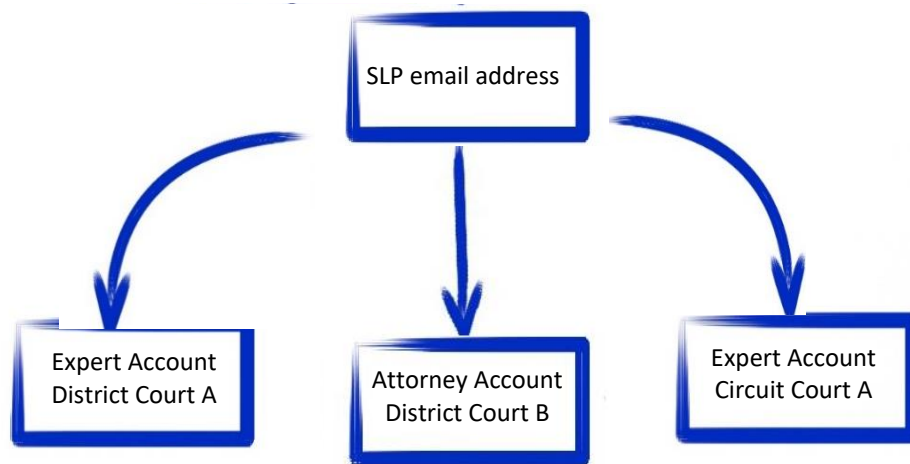 SLP email address
Expert Account
District Court A
Attorney Account
District Court B
Expert Account
Circuit Court A